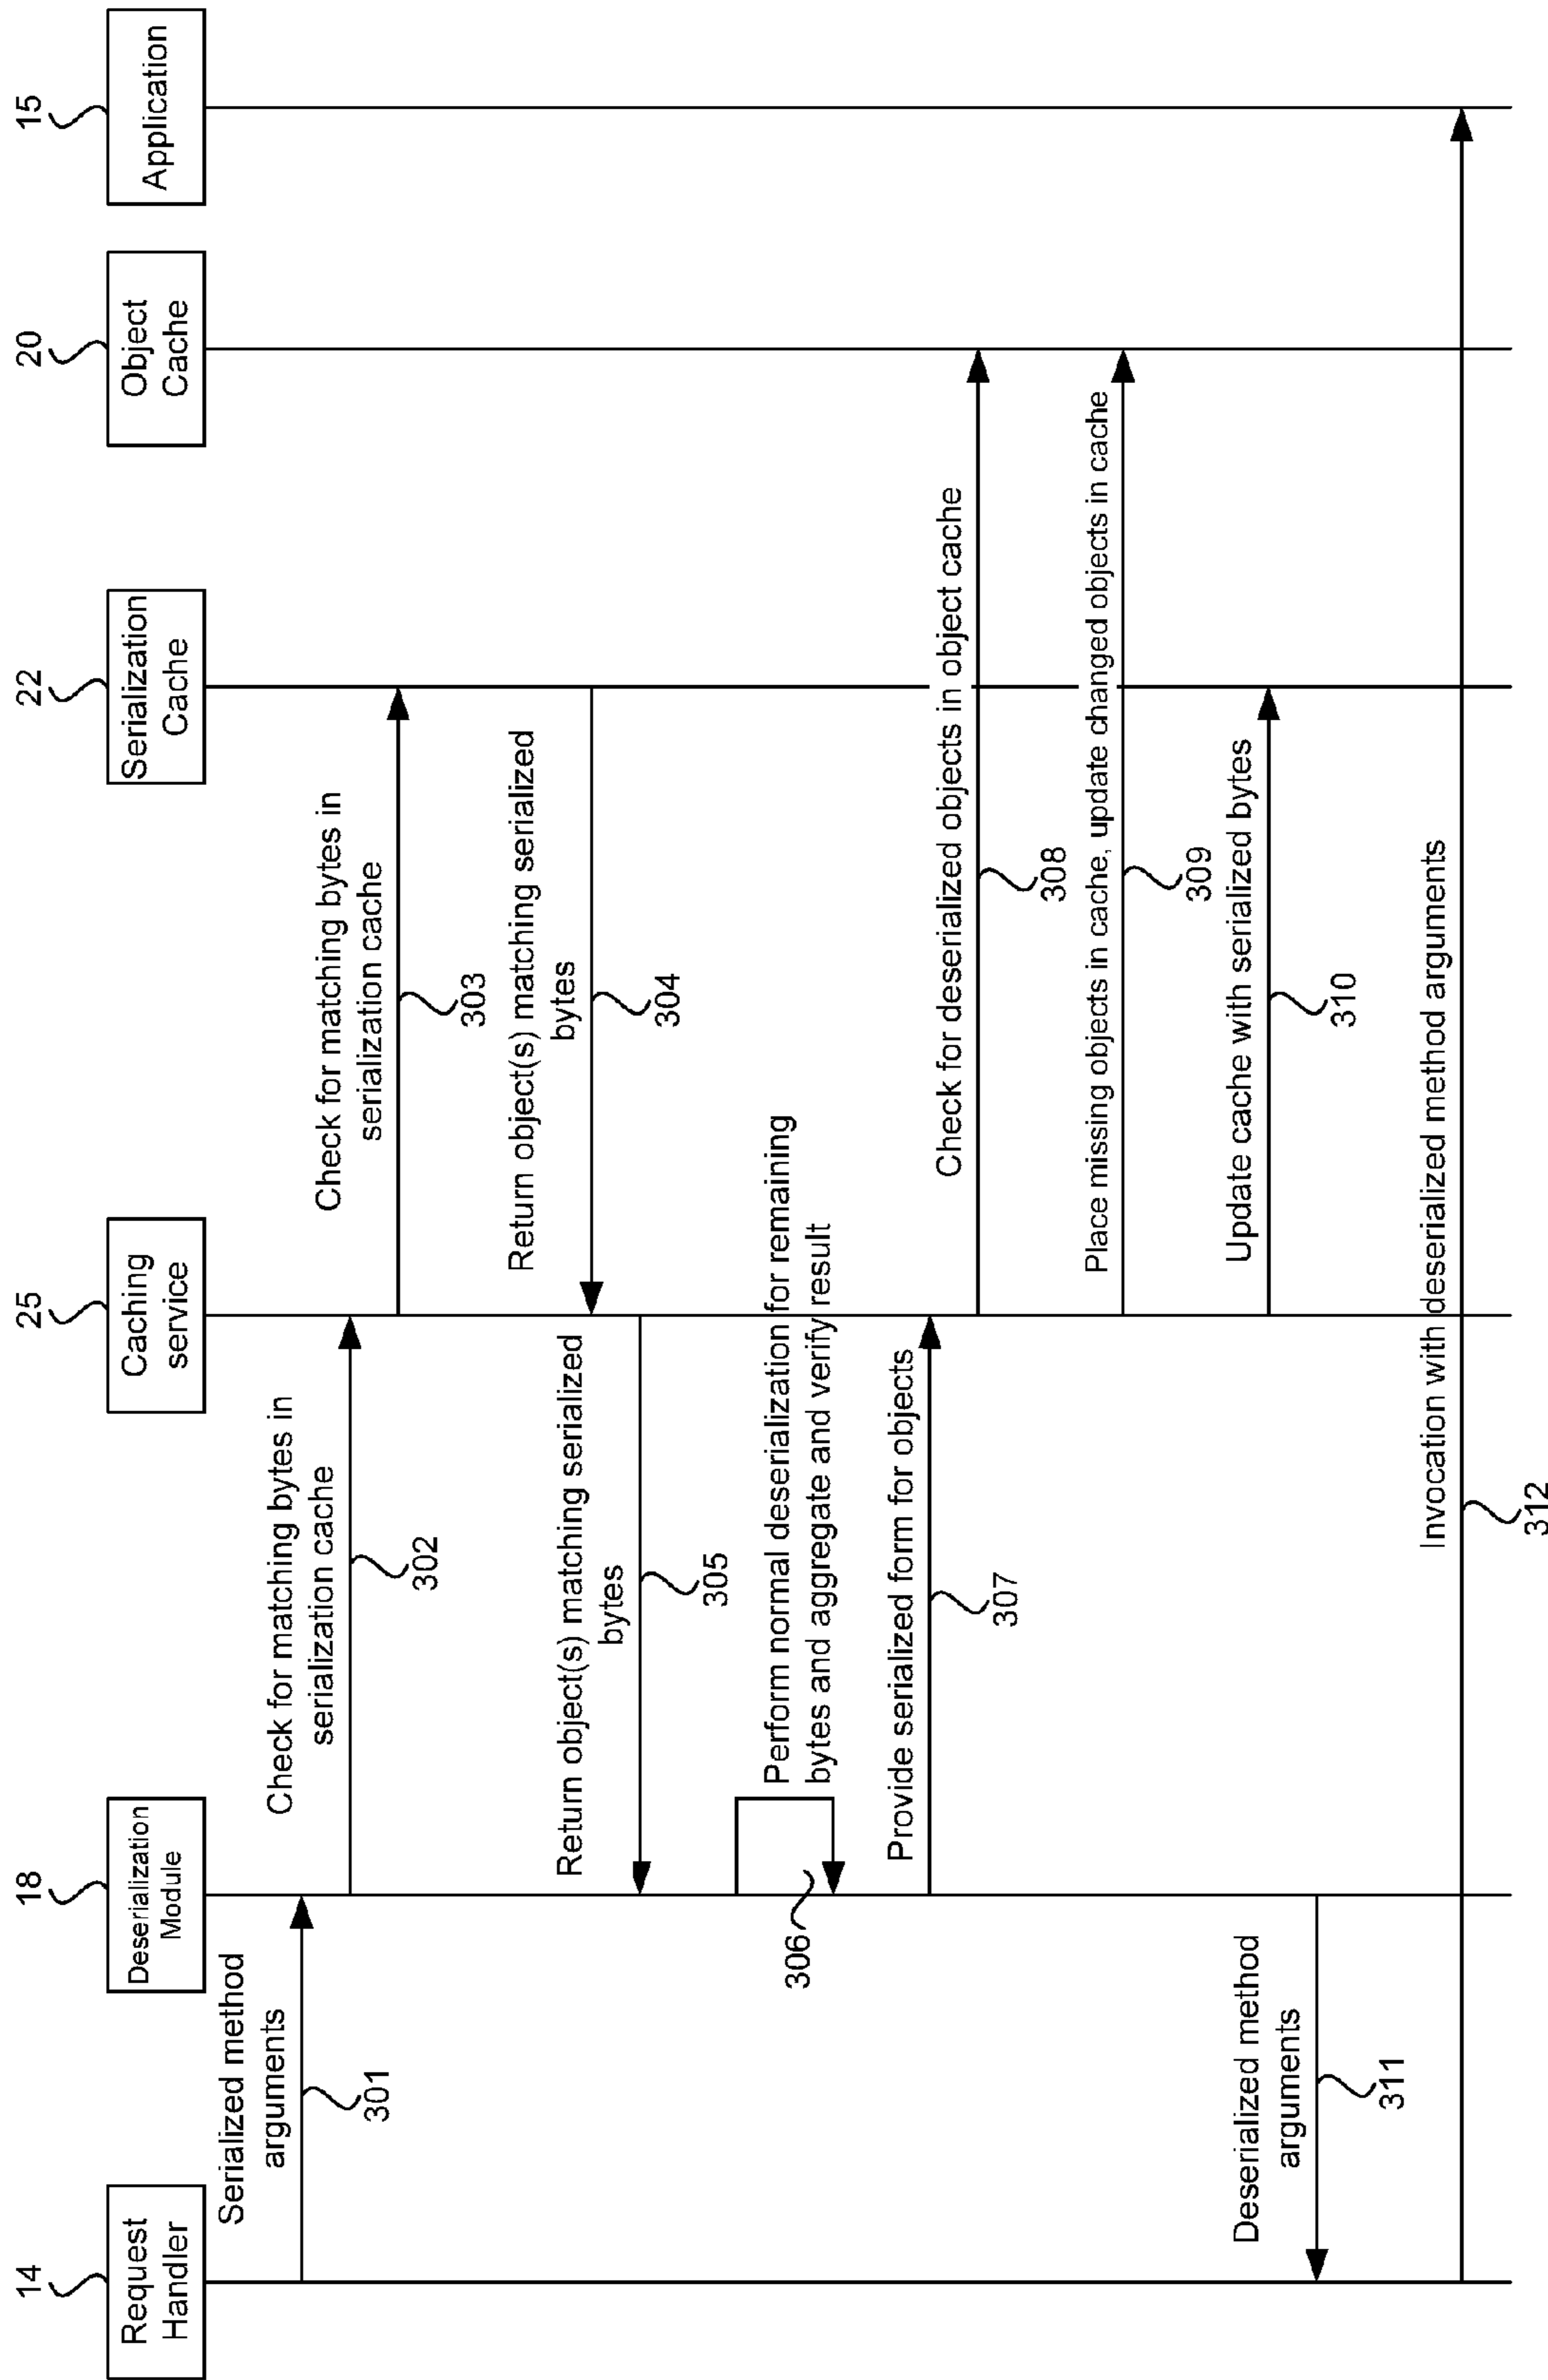 14
Request
Handler
18
Deserialization
Module
25
Caching
service
22
Serialization
Cache
20
Object
Cache
15
Application
Serialized method
arguments
301
Check for matching bytes in
serialization cache
302
Check for matching bytes in
serialization cache
303
Return object(s) matching serialized
bytes
304
Return object(s) matching serialized
bytes
305
Perform normal deserialization for remaining
bytes and aggregate and verify result
306
Provide serialized form for objects
307
Check for deserialized objects in object cache
308
Place missing objects in cache, update changed objects in cache
309
Update cache with serialized bytes
310
Deserialized method
arguments
311
Invocation with deserialized method arguments
312